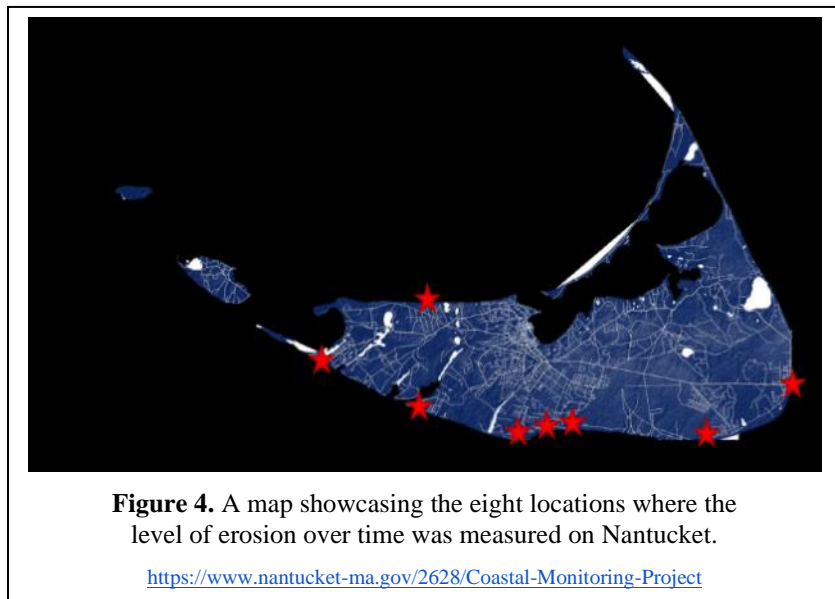 Figure 4. A map showcasing the eight locations where the
level of erosion over time was measured on Nantucket.
https://www.nantucket-ma.gov/2628/Coastal-Monitoring-Project